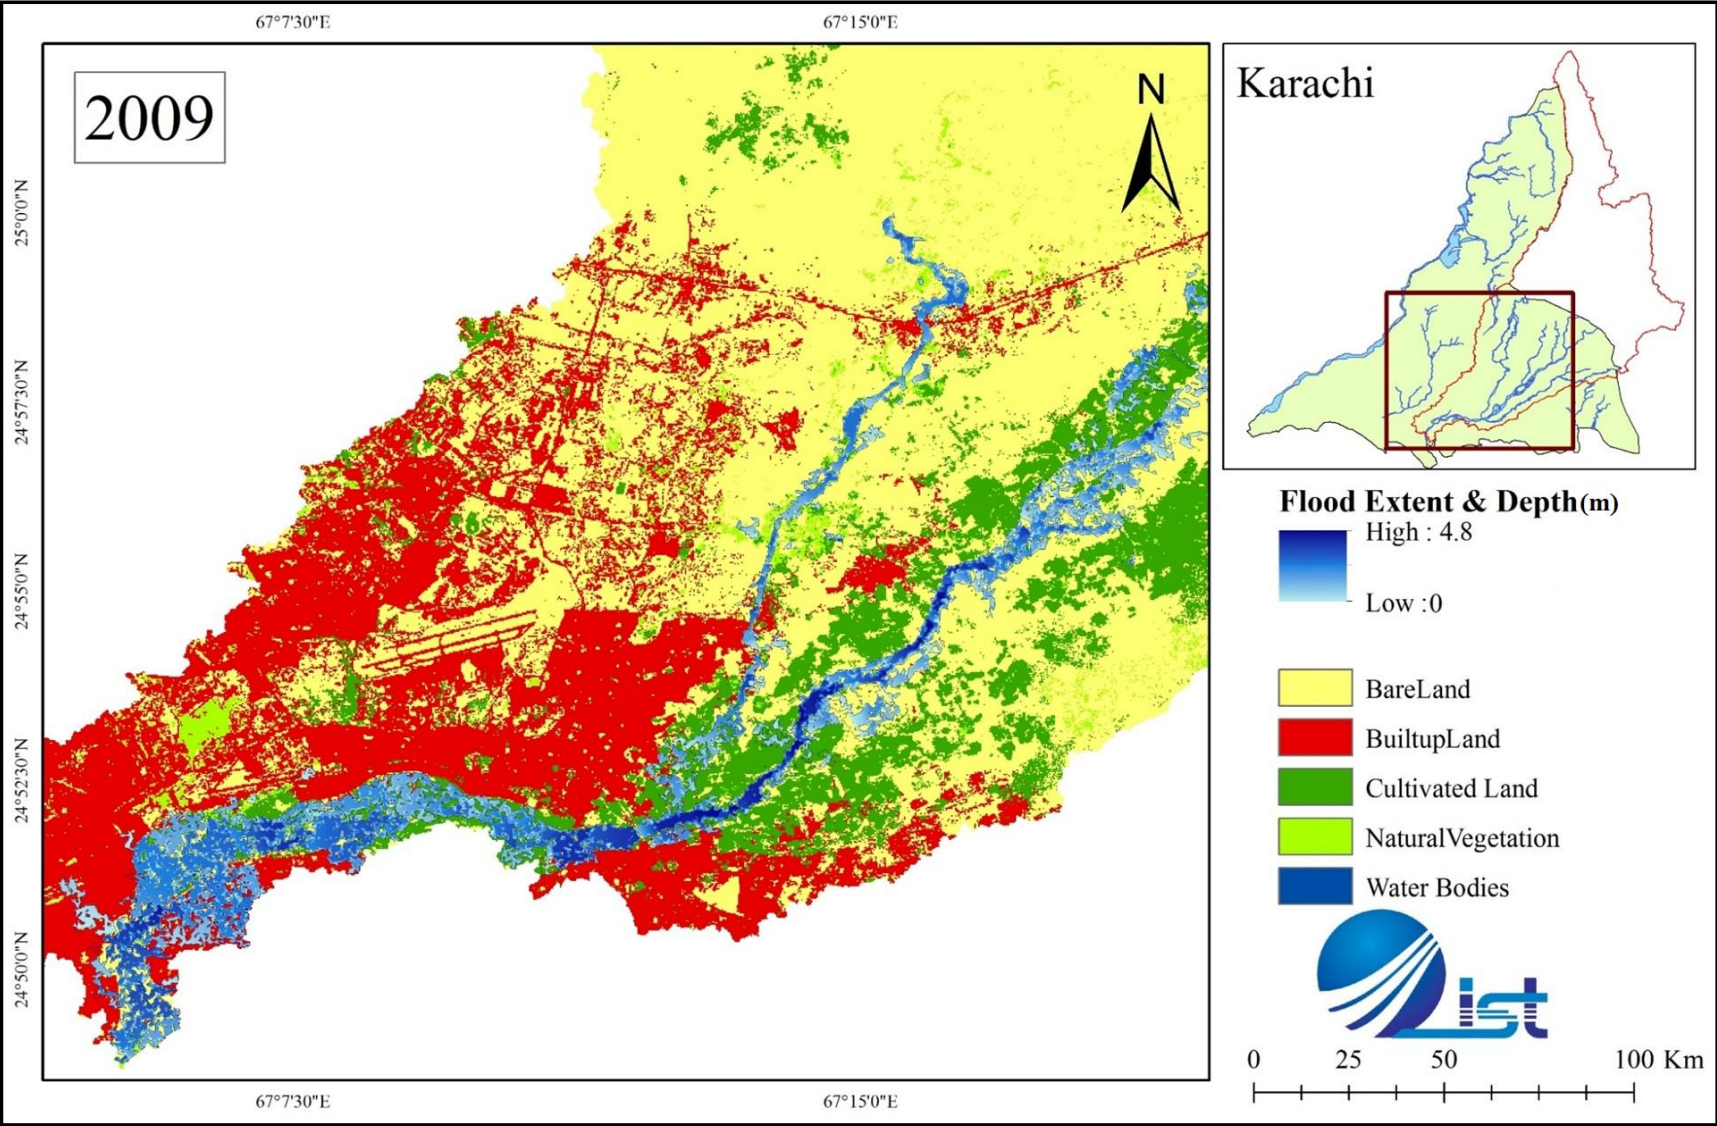 67°7'30"E
67°15'0"E
2009
N
25°0'0"N
24°57'30"N
24°55'0"N
24°52'30"N
24°50'0"N
67°7'30"E
67°15'0"E
Karachi
Flood Extent & Depth(m)
High : 4.8
Low :0
BareLand
BuiltupLand
Cultivated Land
NaturalVegetation
Water Bodies
ist
0 25 50 100 Km